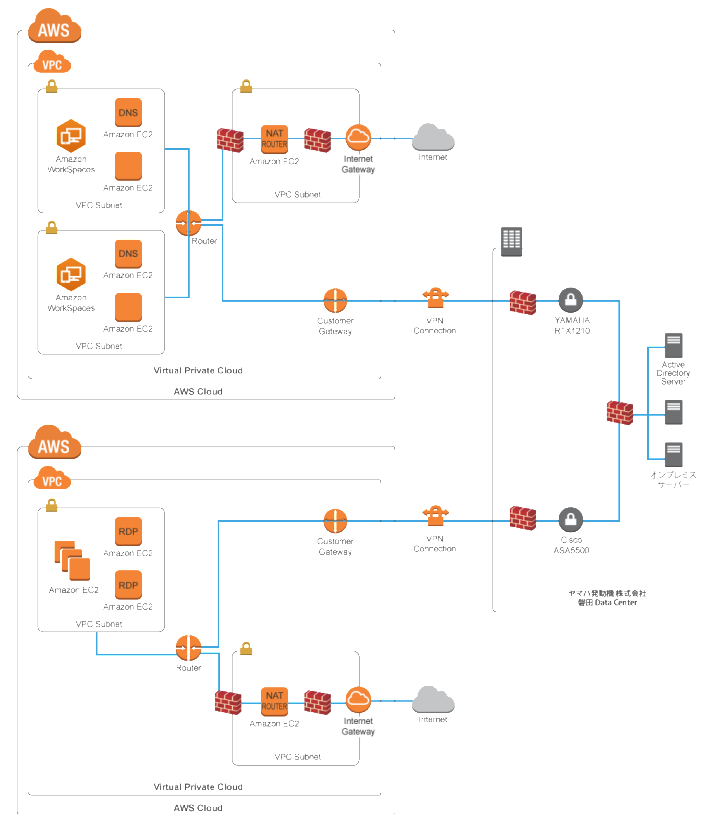 AWS
VPC
DNS
Amazon EC2
Amazon
WorkSpaces
Amazon EC2
VPC Subnet
NAT
ROUTER
Amazon EC2
Internet
Gateway
VPC Subnet
Internet
Router
DNS
Amazon EC2
Amazon
WorkSpaces
Amazon EC2
VPC Subnet
Customer
Gateway
VPN
Connection
YAMAHA
RTX1210
Virtual Private Cloud
AWS Cloud
Active
Directory
Server
オンプレミス
サーバー
AWS
VPC
RDP
Amazon EC2
Amazon EC2
RDP
Amazon EC2
VPC Subnet
Customer
Gateway
VPN
Connection
Cisco
ASA5500
ヤマハ発動機 株式会社
磐田 Data Center
Router
NAT
ROUTER
Amazon EC2
Internet
Gateway
VPC Subnet
Internet
Virtual Private Cloud
AWS Cloud